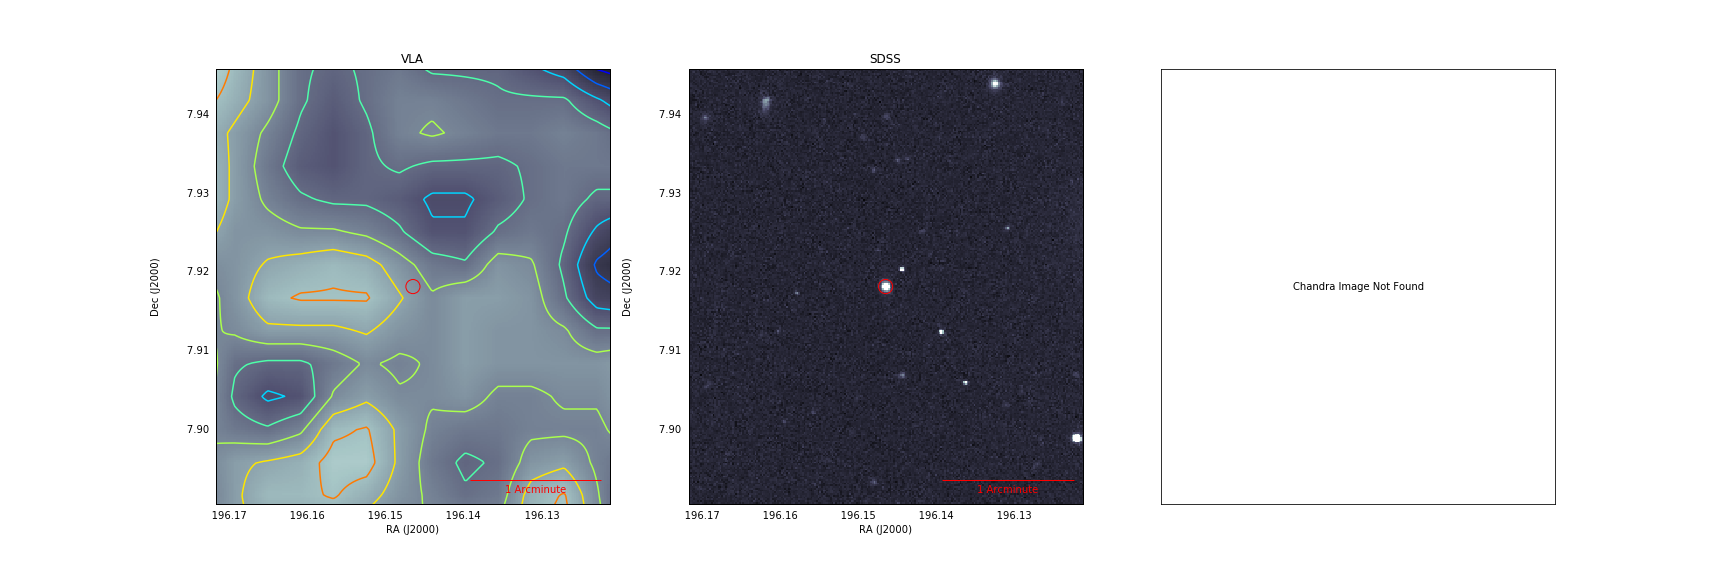 VLA
7.94
7.93
7.92
7.91
7.90
Dec (J2000)
1 Arcminute
196.17 196.16 196.15 196.14 196.13
RA (J2000)
SDSS
7.94
7.93
7.92
7.91
7.90
Dec (J2000)
1 Arcminute
196.17 196.16 196.15 196.14 196.13
RA (J2000)
Chandra Image Not Found